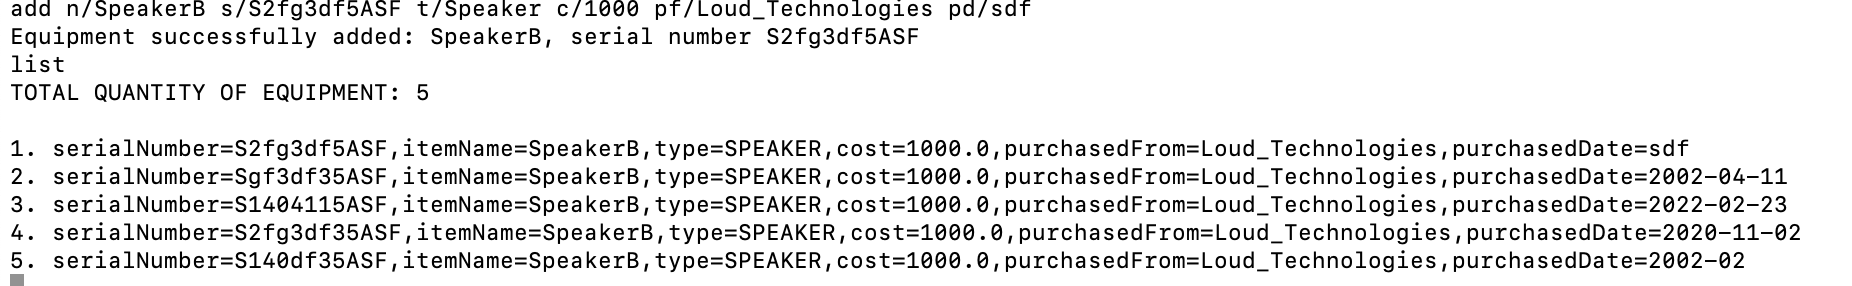 add n/SpeakerB s/S2fg3df5ASF t/Speaker c/1000 pf/Loud_Technologies pd/sdf
Equipment successfully added: SpeakerB, serial number S2fg3df5ASF
list
TOTAL QUANTITY OF EQUIPMENT: 5
1. serialNumber=S2fg3df5ASF,itemName=SpeakerB,type=SPEAKER,cost=1000.0,purchasedFrom=Loud_Technologies,purchasedDate=sdf
2. serialNumber=Sgf3df35ASF,itemName=SpeakerB,type=SPEAKER,cost=1000.0,purchasedFrom=Loud_Technologies,purchasedDate=2002-04-11
3. serialNumber=S1404115ASF,itemName=SpeakerB,type=SPEAKER,cost=1000.0,purchasedFrom=Loud_Technologies,purchasedDate=2022-02-23
4. serialNumber=S2fg3df35ASF,itemName=SpeakerB,type=SPEAKER,cost=1000.0,purchasedFrom=Loud_Technologies,purchasedDate=2020-11-02
5. serialNumber=S140df35ASF,itemName=SpeakerB,type=SPEAKER,cost=1000.0,purchasedFrom=Loud_Technologies,purchasedDate=2002-02